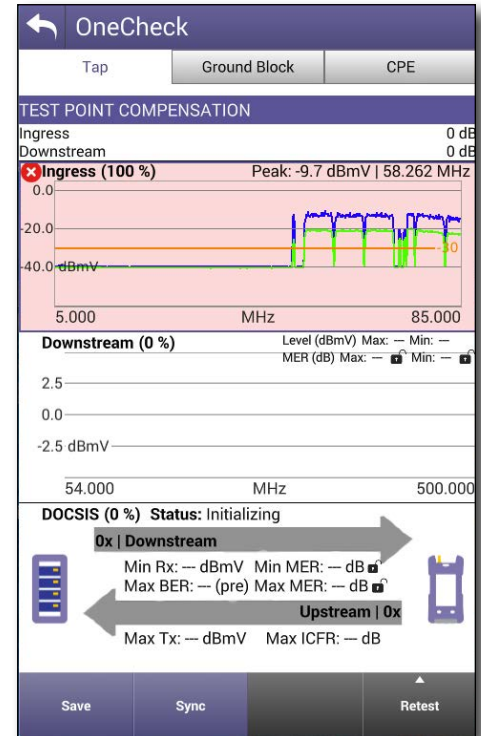 OneCheck
Tap Ground Block CPE
TEST POINT COMPENSATION
Ingress 0 dB
Downstream 0 dB
Ingress (100 %) Peak: -9.7 dBmV | 58.262 MHz
0.0
-20.0
-30
-40.0 dBmV
5.000 MHz 85.000
Downstream (0 %) Level (dBmV) Max: --- Min: ---
MER (dB) Max: --- Min: ---
2.5
0.0
-2.5 dBmV
54.000 MHz 500.000
DOCSIS (0 %) Status: Initializing
0x | Downstream
Min Rx: --- dBmV Min MER: --- dB
Max BER: --- (pre) Max MER: --- dB
Upstream | 0x
Max Tx: --- dBmV Max ICFR: --- dB
Save Sync Retest